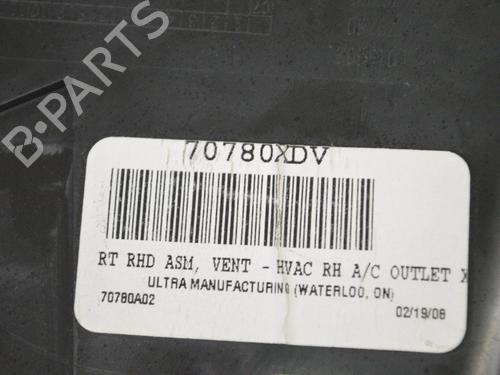 B-PARTS
70780XDV
RT RHD ASM, VENT - HVAC RH A/C OUTLET X
ULTRA MANUFACTURING (WATERLOO, ON)
70780A02
02/19/08